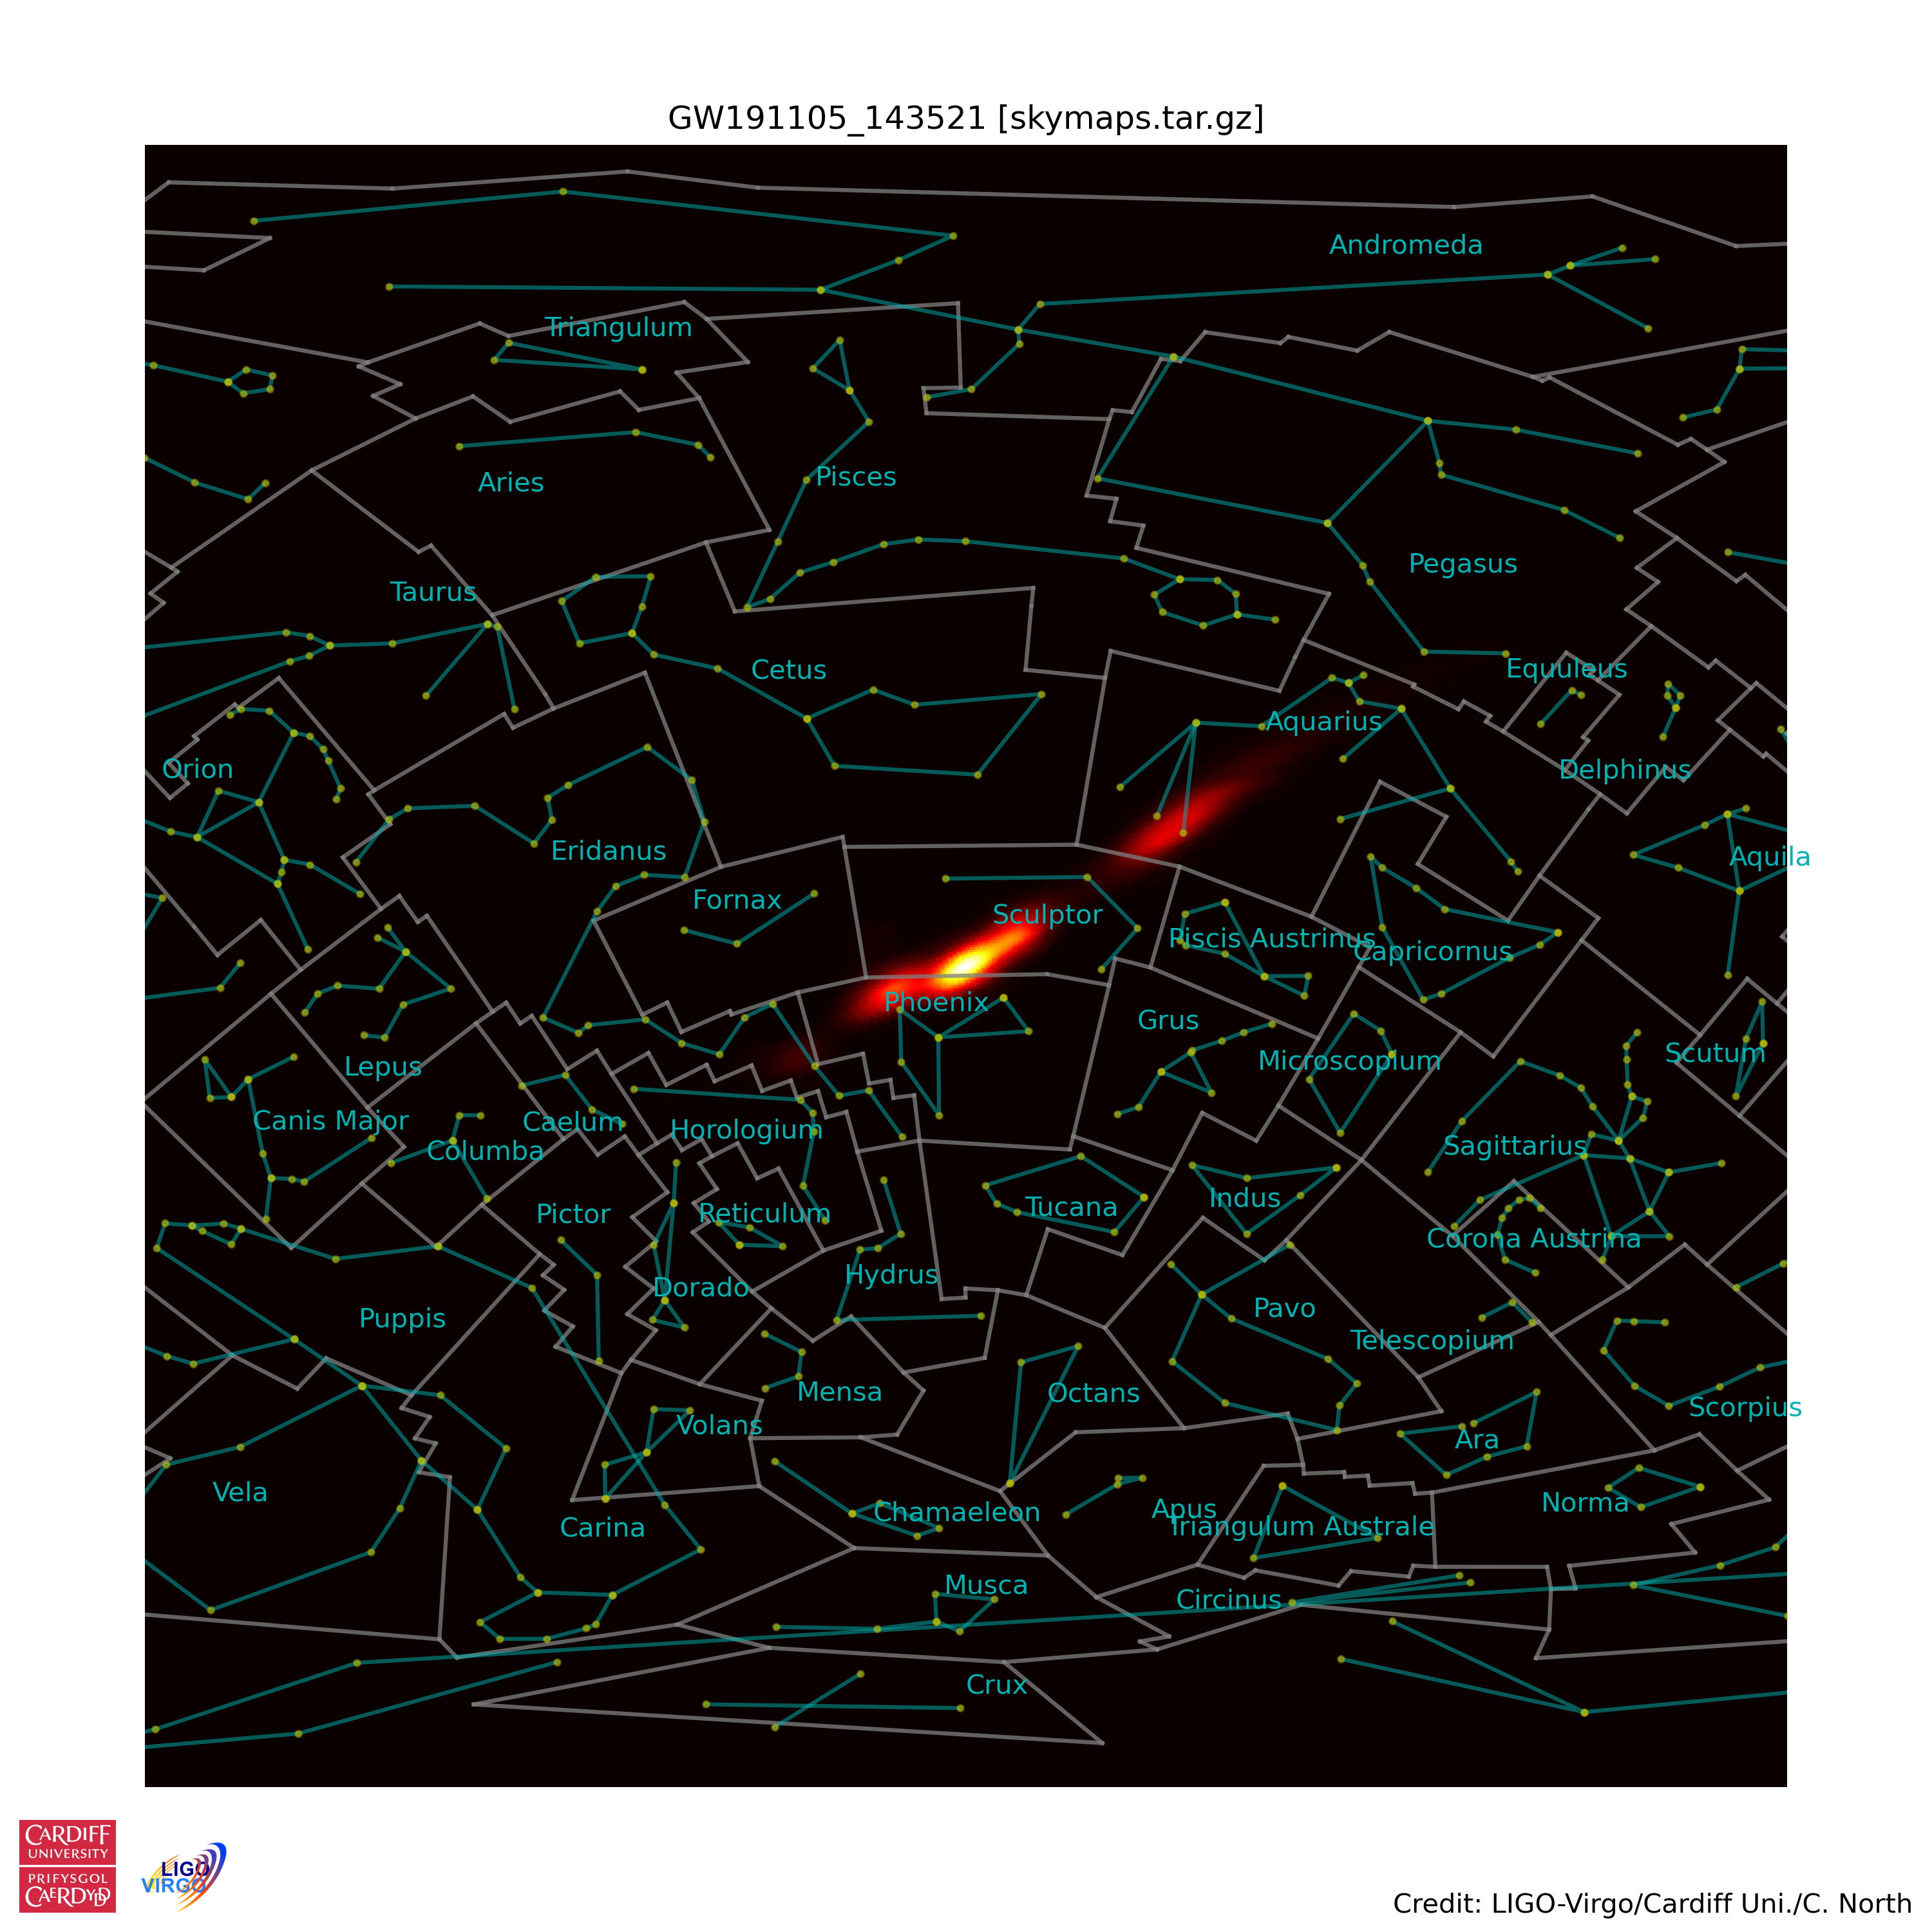 GW191105_143521 [skymaps.tar.gz]
Andromeda
Triangulum
Pisces
Aries
Pegasus
Taurus
Cetus
Equuleus
Aquarius
Orion
Delphinus
Eridanus
Aquila
Fornax
Sculptor
Piscis Austrinus
Capricornus
Phoenix
Grus
Scutum
Microscopium
Lepus
Canis Major
Caelum
Horologium
Columba
Sagittarius
Indus
Tucana
Pictor
Reticulum
Corona Austrina
Hydrus
Dorado
Pavo
Puppis
Telescopium
Mensa
Octans
Scorpius
Volans
Ara
Vela
Norma
Apus
Chamaeleon
Triangulum Australe
Carina
Musca
Circinus
Crux
CARDIFF
UNIVERSITY
PRIFYSGOL
CAERDYDD
LIGO
VIRGO
Credit: LIGO-Virgo/Cardiff Uni./C. North